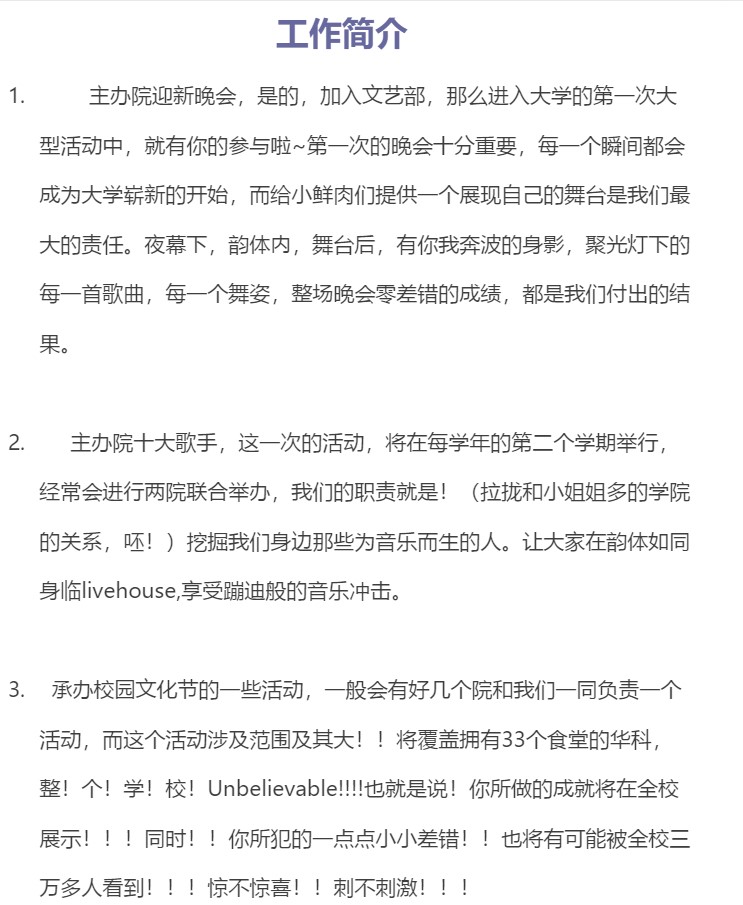 工作简介
1. 主办院迎新晚会，是的，加入文艺部，那么进入大学的第一次大
型活动中，就有你的参与啦~第一次的晚会十分重要，每一个瞬间都会
成为大学崭新的开始，而给小鲜肉们提供一个展现自己的舞台是我们最
大的责任。夜幕下，韵体内，舞台后，有你我奔波的身影，聚光灯下的
每一首歌曲，每一个舞姿，整场晚会零差错的成绩，都是我们付出的结
果。
2. 主办院十大歌手，这一次的活动，将在每学年的第二个学期举行，
经常会进行两院联合举办，我们的职责就是！（拉拢和小姐姐多的学院
的关系，呸！）挖掘我们身边那些为音乐而生的人。让大家在韵体如同
身临livehouse,享受蹦迪般的音乐冲击。
3. 承办校园文化节的一些活动，一般会有好几个院和我们一同负责一个
活动，而这个活动涉及范围及其大！！将覆盖拥有33个食堂的华科，
整！个！学！校！Unbelievable!!!!也就是说！你所做的成就将在全校
展示！！！同时！！你所犯的一点点小小差错！！也将有可能被全校三
万多人看到！！！惊不惊喜！！刺不刺激！！！